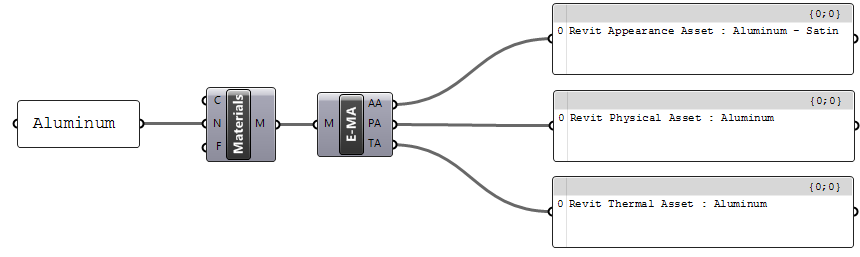 Aluminum
C
N
F
Materials
M
M
E-MA
AA
PA
TA
{0;0}
0 Revit Appearance Asset : Aluminum - Satin
{0;0}
0 Revit Physical Asset : Aluminum
{0;0}
0 Revit Thermal Asset : Aluminum